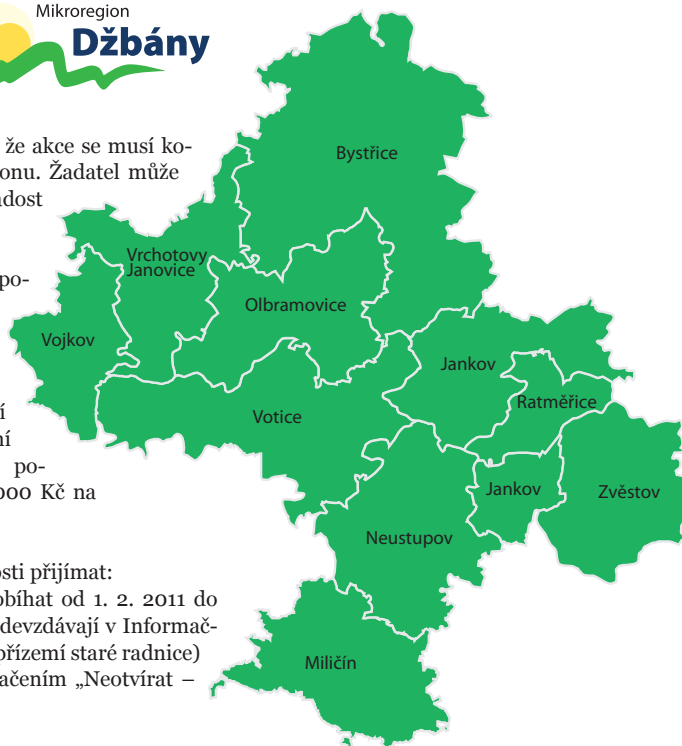 Mikroregion
Džbány
že akce se musí ko-
onu. Žadatel může
dost
po-
í
ní
po-
000 Kč na
osti přijímat:
obíhat od 1. 2. 2011 do
devzdávají v Informač-
přízemí staré radnice)
ačením „Neotvírat –
Bystřice
Vrchotovy
Janovice
Olbramovice
Vojkov
Jankov
Ratměřice
Votice
Jankov
Zvěstov
Neustupov
Miličín